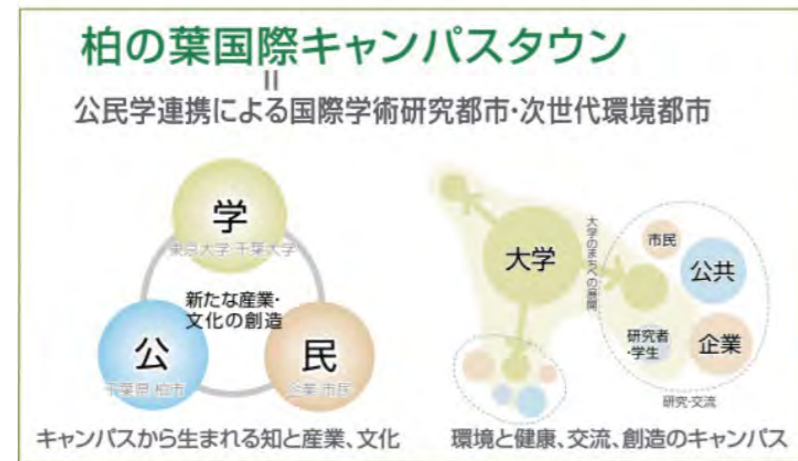 柏の葉国際キャンパスタウン
=
公民学連携による国際学術研究都市・次世代環境都市
学
東京大学 千葉大学
新たな産業・
文化の創造
公
千葉県 柏市
民
企業 市民
キャンパスから生まれる知と産業、文化
大学
大学のまちへの展開
市民
公共
研究者
・学生
企業
研究・交流
環境と健康、交流、創造のキャンパス